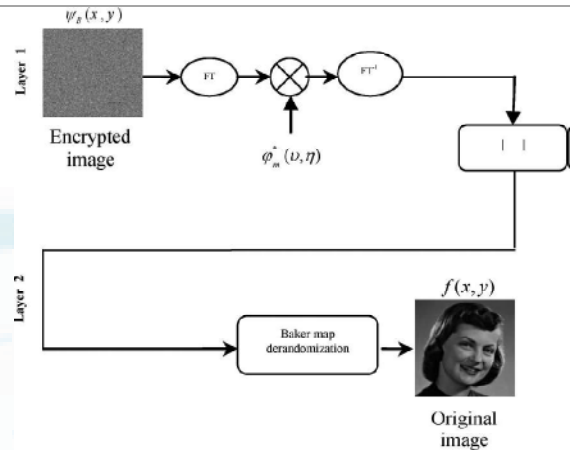 ψ_B(x, y)
Layer 1
FT
FT⁻¹
Encrypted
image
φ*_m(υ, η)
| |
Layer 2
f(x, y)
Baker map
derandomization
Original
image